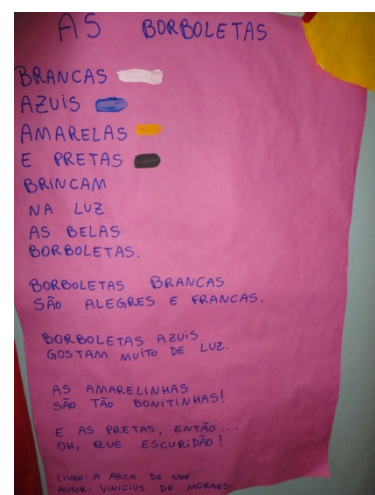 AS BORBOLETAS
BRANCAS
AZUIS
AMARELAS
E PRETAS
BRINCAM
NA LUZ
AS BELAS
BORBOLETAS.
BORBOLETAS BRANCAS
SÃO ALEGRES E FRANCAS.
BORBOLETAS AZUIS
GOSTAM MUITO DE LUZ.
AS AMARELINHAS
SÃO TÃO BONITINHAS!
E AS PRETAS, ENTÃO...
OH, QUE ESCURIDÃO!
LIVRO: A ARCA DE NOÉ
AUTOR: VINICIUS DE MORAES